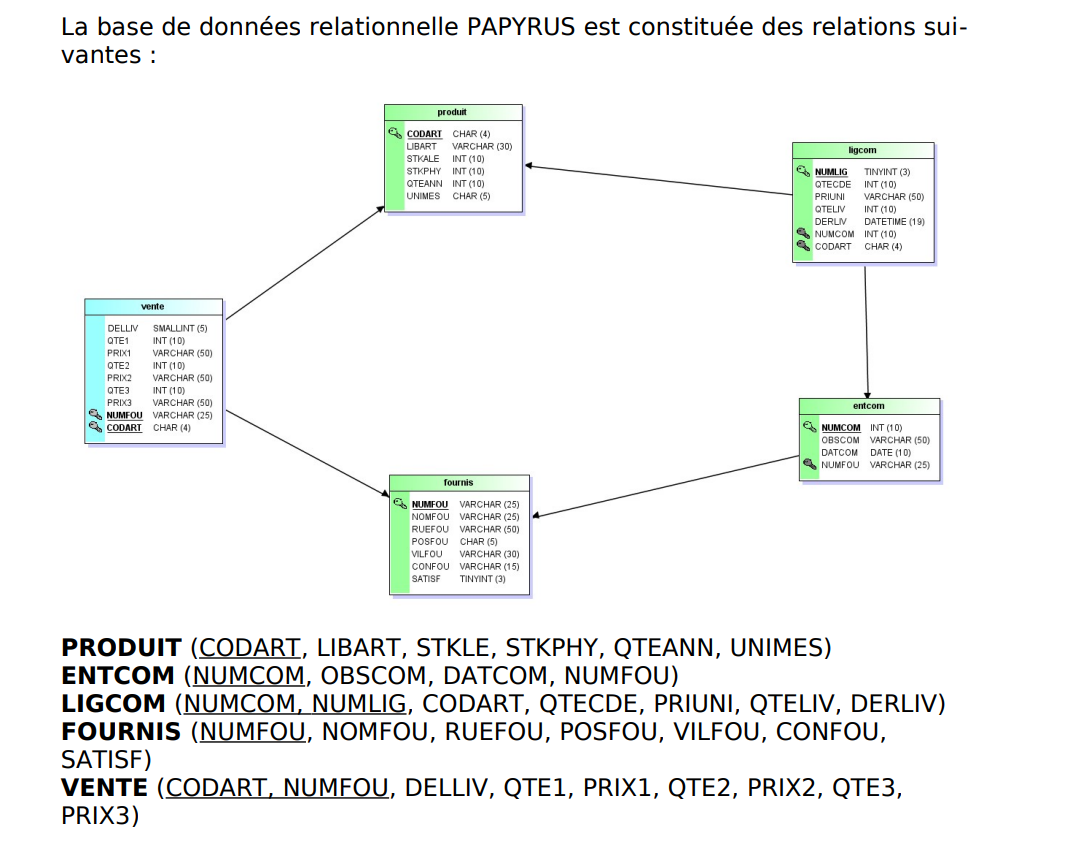 La base de données relationnelle PAPYRUS est constituée des relations sui-
vantes :
produit
CODART CHAR (4)
LIBART VARCHAR (30)
STKALE INT (10)
STKPHY INT (10)
QTEANN INT (10)
UNIMES CHAR (5)
ligcom
NUMLIG TINYINT (3)
QTECDE INT (10)
PRIUNI VARCHAR (50)
QTELIV INT (10)
DERLIV DATETIME (19)
NUMCOM INT (10)
CODART CHAR (4)
vente
DELLIV SMALLINT (5)
QTE1 INT (10)
PRIX1 VARCHAR (50)
QTE2 INT (10)
PRIX2 VARCHAR (50)
QTE3 INT (10)
PRIX3 VARCHAR (50)
NUMFOU VARCHAR (25)
CODART CHAR (4)
entcom
NUMCOM INT (10)
OBSCOM VARCHAR (50)
DATCOM DATE (10)
NUMFOU VARCHAR (25)
fournis
NUMFOU VARCHAR (25)
NOMFOU VARCHAR (25)
RUEFOU VARCHAR (50)
POSFOU CHAR (5)
VILFOU VARCHAR (30)
CONFOU VARCHAR (15)
SATISF TINYINT (3)
PRODUIT (CODART, LIBART, STKLE, STKPHY, QTEANN, UNIMES)
ENTCOM (NUMCOM, OBSCOM, DATCOM, NUMFOU)
LIGCOM (NUMCOM, NUMLIG, CODART, QTECDE, PRIUNI, QTELIV, DERLIV)
FOURNIS (NUMFOU, NOMFOU, RUEFOU, POSFOU, VILFOU, CONFOU,
SATISF)
VENTE (CODART, NUMFOU, DELLIV, QTE1, PRIX1, QTE2, PRIX2, QTE3,
PRIX3)